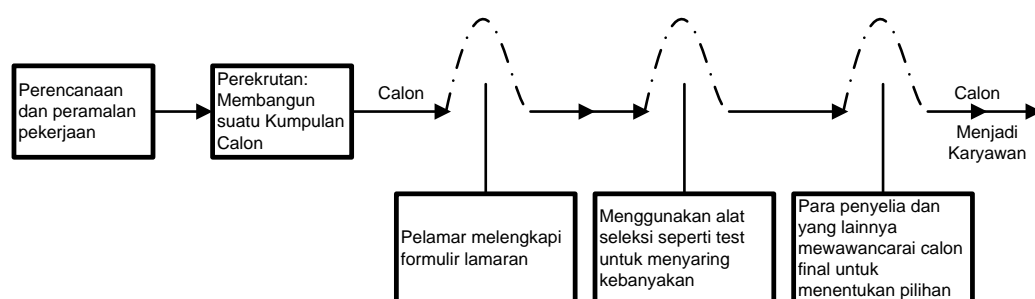 Perencanaan
dan peramalan
pekerjaan
Perekrutan:
Membangun
suatu Kumpulan
Calon
Calon
Calon
Menjadi
Karyawan
Pelamar melengkapi
formulir lamaran
Menggunakan alat
seleksi seperti test
untuk menyaring
kebanyakan
Para penyelia dan
yang lainnya
mewawancarai calon
final untuk
menentukan pilihan